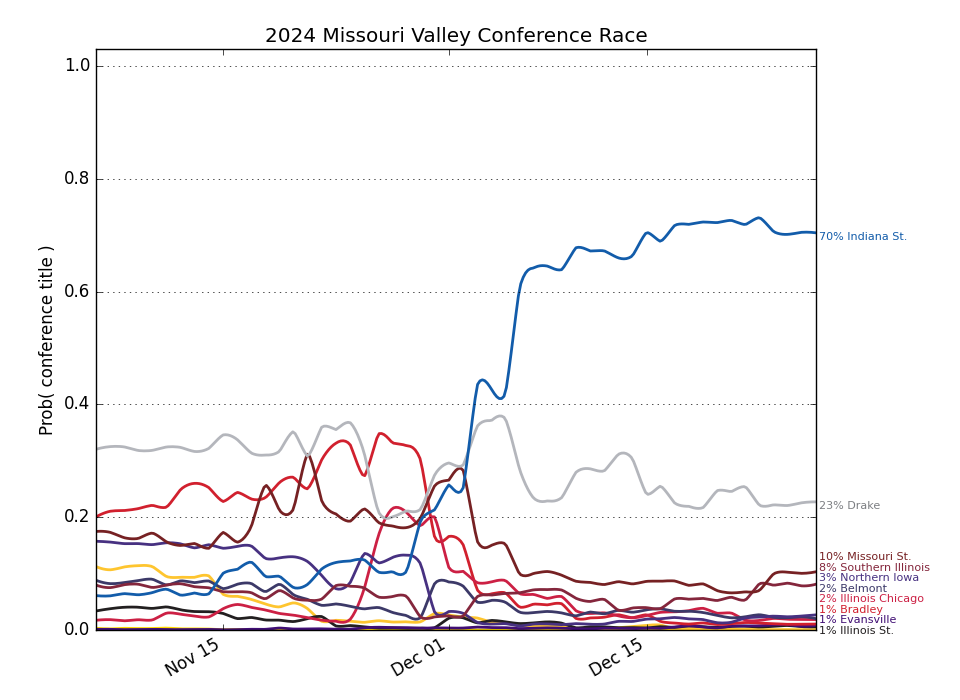 2024 Missouri Valley Conference Race
Prob( conference title )
1.0
0.8
0.6
0.4
0.2
0.0
Nov 15
Dec 01
Dec 15
70% Indiana St.
23% Drake
10% Missouri St.
8% Southern Illinois
3% Northern Iowa
2% Belmont
2% Illinois Chicago
1% Bradley
1% Evansville
1% Illinois St.